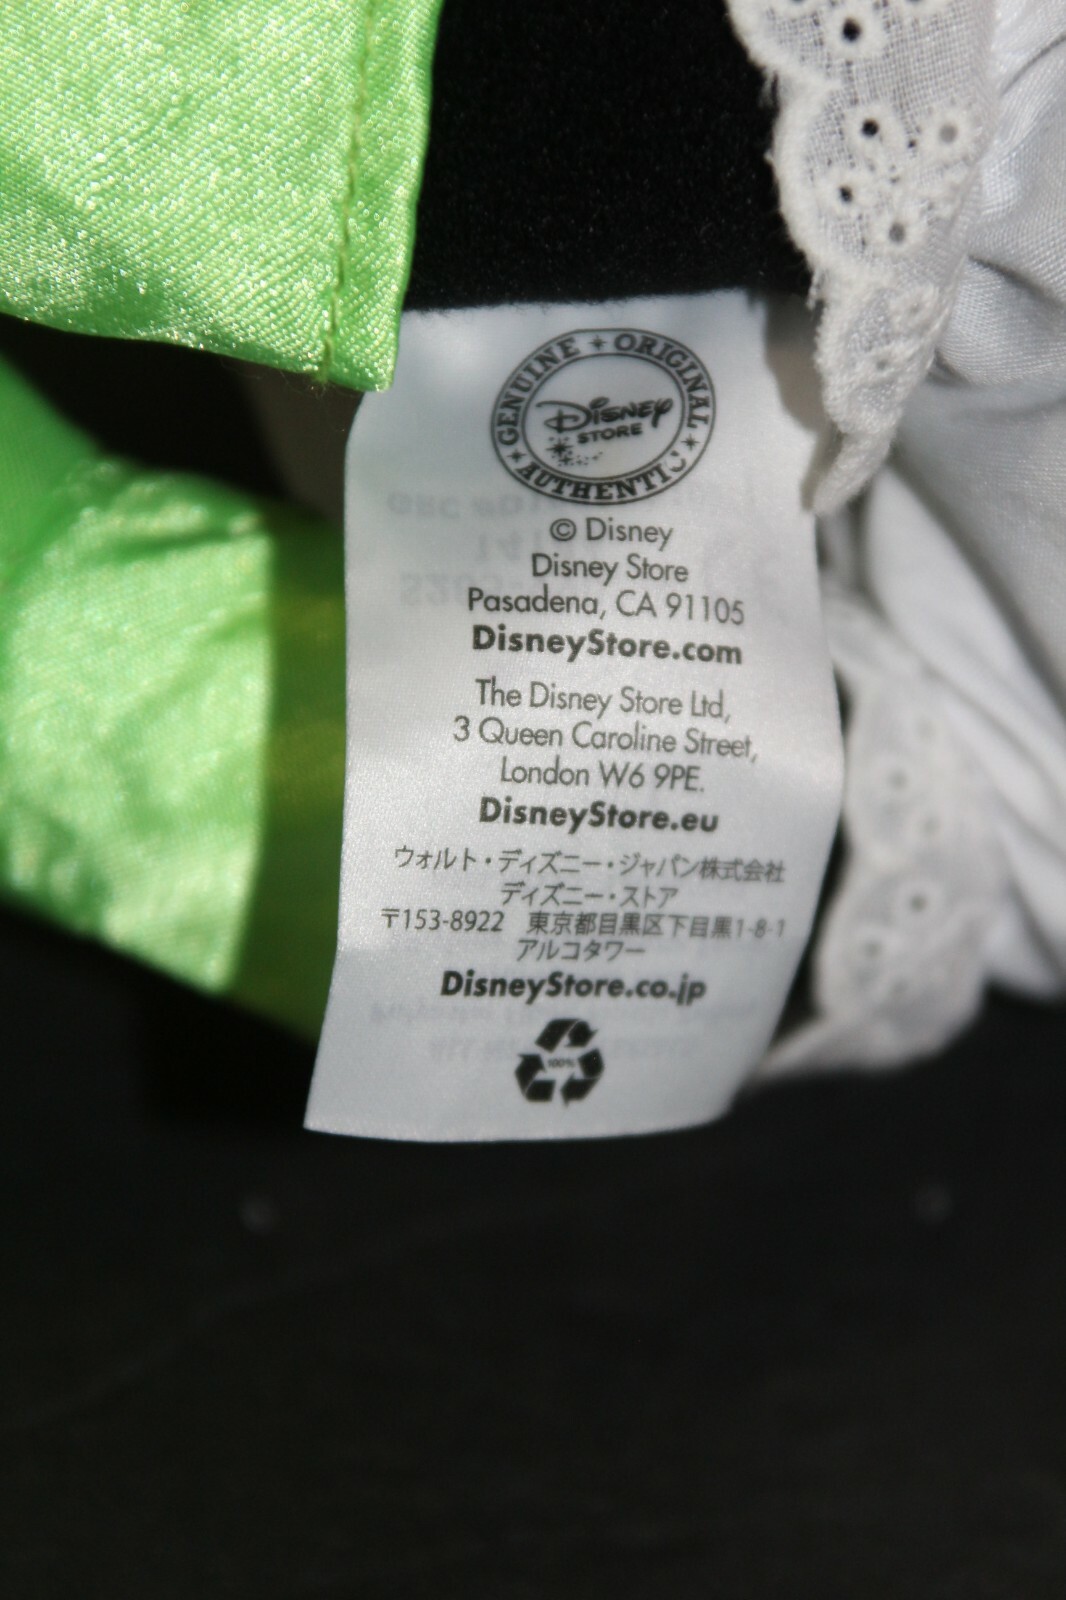 GENUINE ORIGINAL AUTHENTIC
Disney
STORE
© Disney
Disney Store
Pasadena, CA 91105
DisneyStore.com
The Disney Store Ltd,
3 Queen Caroline Street,
London W6 9PE.
DisneyStore.eu
ウォルト・ディズニー・ジャパン株式会社
ディズニー・ストア
〒153-8922 東京都目黒区下目黒1-8-1
アルコタワー
DisneyStore.co.jp
100%